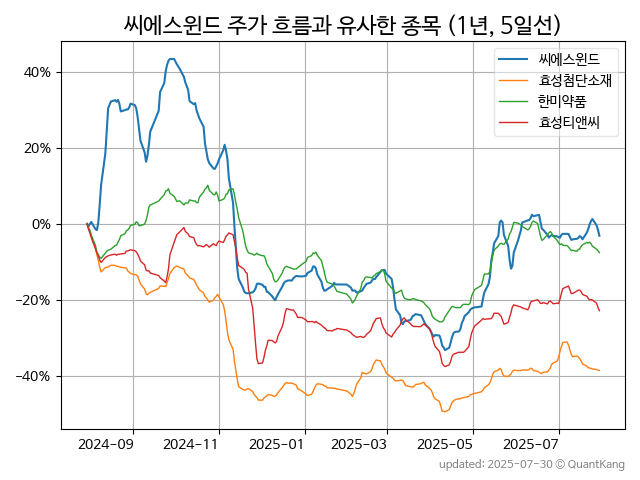 씨에스윈드 주가 흐름과 유사한 종목 (1년, 5일선)
씨에스윈드
효성첨단소재
한미약품
효성티앤씨
40%
20%
0%
−20%
−40%
2024−09
2024−11
2025−01
2025−03
2025−05
2025−07
updated: 2025-07-30 © QuantKang